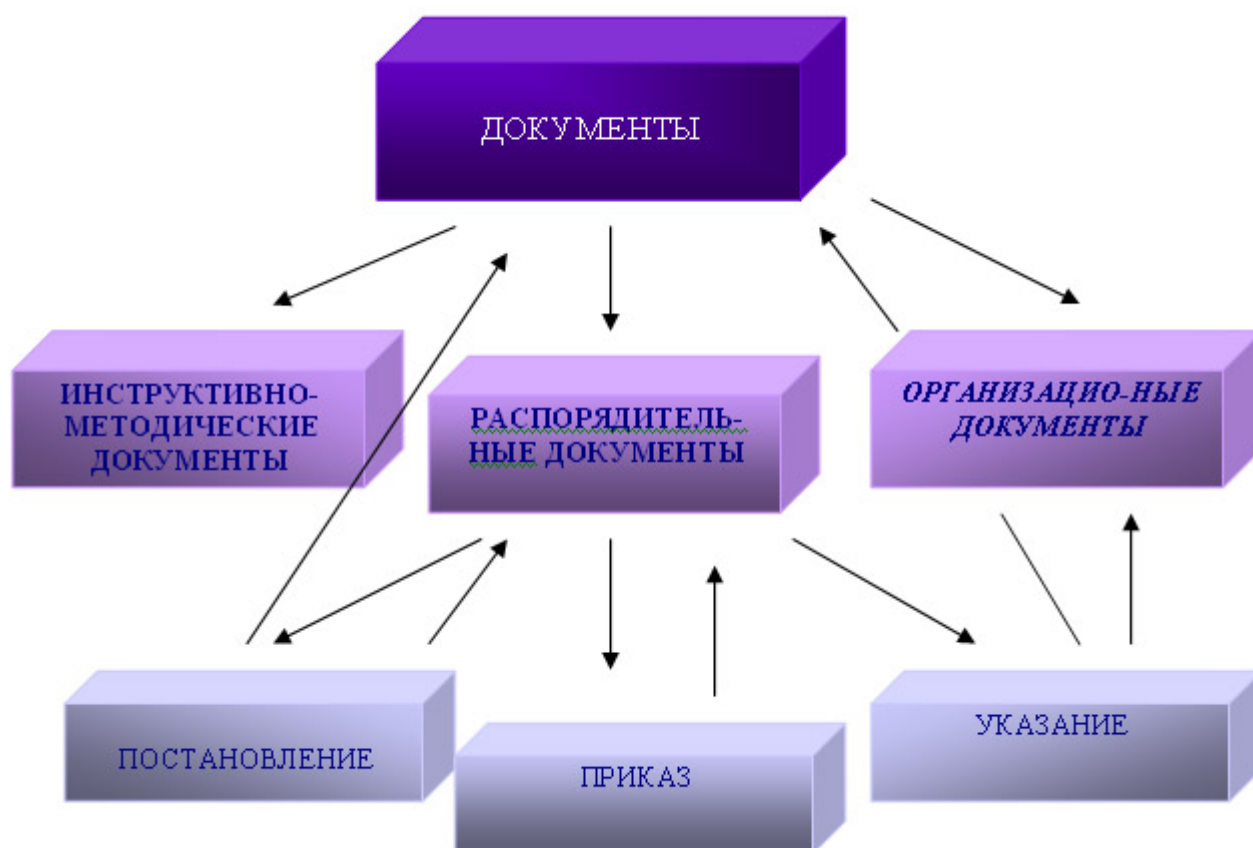 ДОКУМЕНТЫ
ИНСТРУКТИВНО-
МЕТОДИЧЕСКИЕ
ДОКУМЕНТЫ
РАСПОРЯДИТЕЛЬ-
НЫЕ ДОКУМЕНТЫ
ОРГАНИЗАЦИО-НЫЕ
ДОКУМЕНТЫ
ПОСТАНОВЛЕНИЕ
ПРИКАЗ
УКАЗАНИЕ